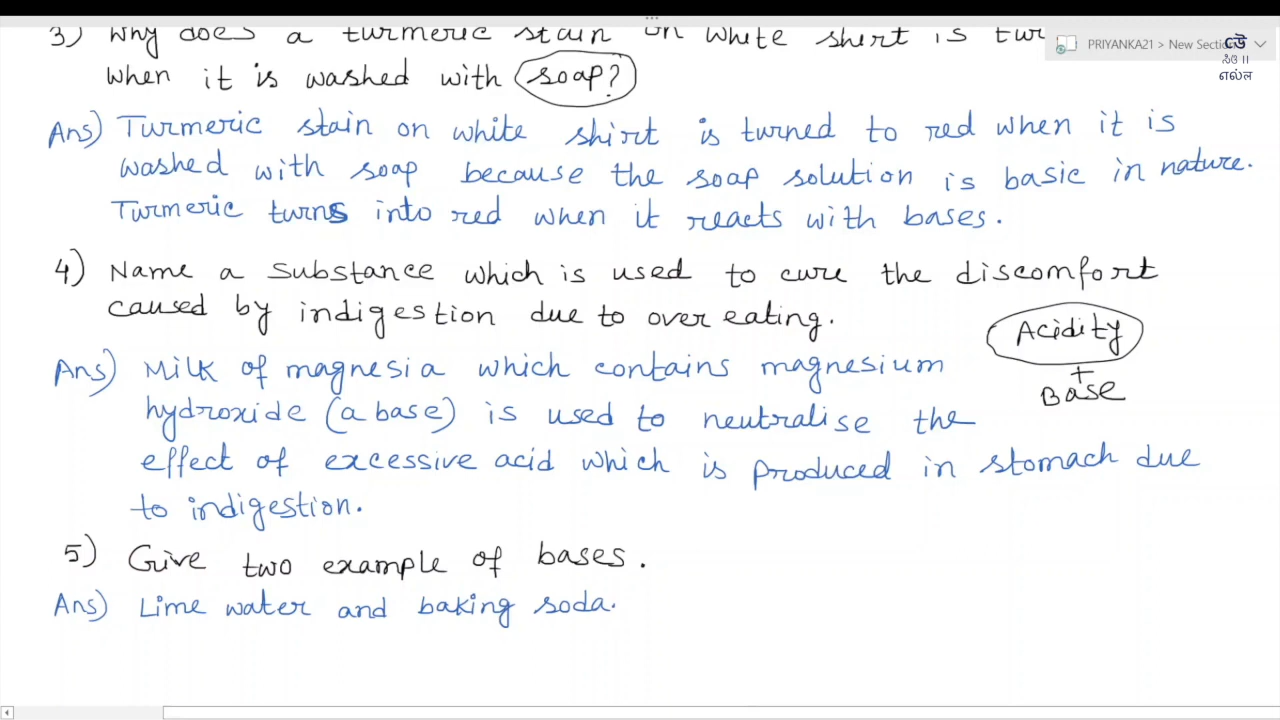 3) Why does a turmeric stain on white shirt is
when it is washed with soap?
PRIYANKA21 > New Section
எல்ல
Ans) Turmeric stain on white shirt is turned to red when it is
washed with soap because the soap solution is basic in nature.
Turmeric turns into red when it reacts with bases.
4) Name a substance which is used to cure the discomfort
caused by indigestion due to over eating.
Acidity
+
Base
Ans) Milk of magnesia which contains magnesium
hydroxide (a base) is used to neutralise the
effect of excessive acid which is produced in stomach due
to indigestion.
5) Give two example of bases.
Ans) Lime water and baking soda.